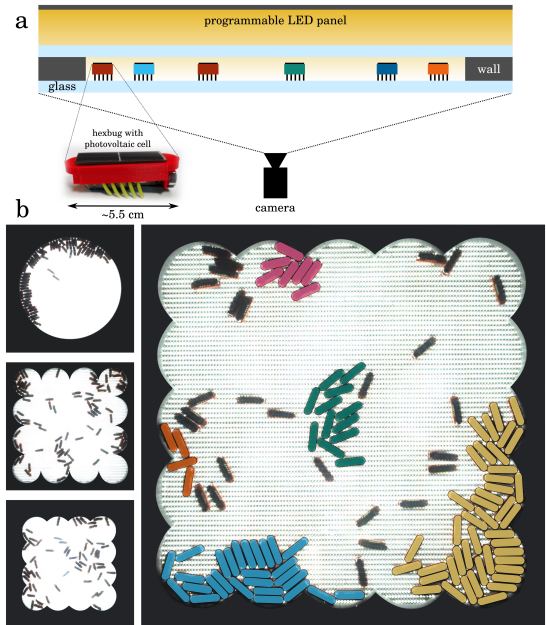 a
programmable LED panel
wall
glass
hexbug with
photovoltaic cell
~5.5 cm
camera
b